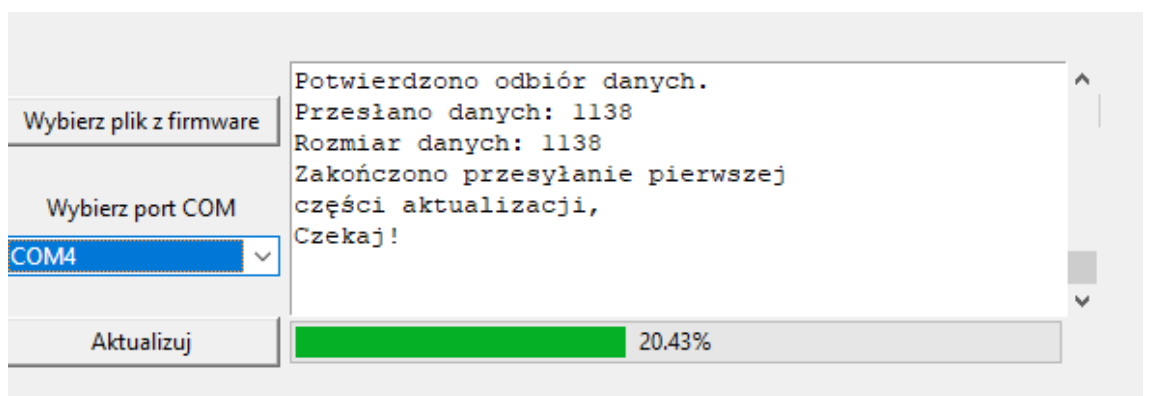 Wybierz plik z firmware
Wybierz port COM
COM4
Aktualizuj
Potwierdzono odbiór danych.
Przesłano danych: 1138
Rozmiar danych: 1138
Zakończono przesyłanie pierwszej
części aktualizacji,
Czekaj!
20.43%